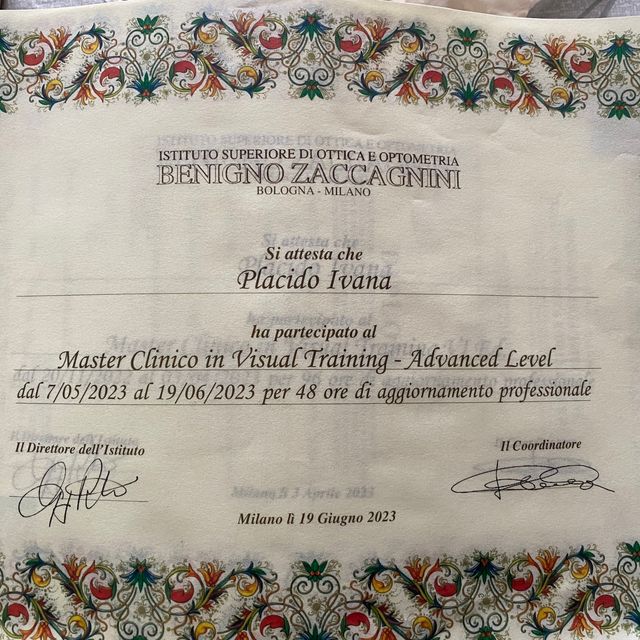 ISTITUTO SUPERIORE DI OTTICA E OPTOMETRIA
BENIGNO ZACCAGNINI
BOLOGNA - MILANO
Si attesta che
Placido Ivana
ha partecipato al
Master Clinico in Visual Training - Advanced Level
dal 7/05/2023 al 19/06/2023 per 48 ore di aggiornamento professionale
Il Direttore dell'Istituto
Il Coordinatore
Milano lì 19 Giugno 2023